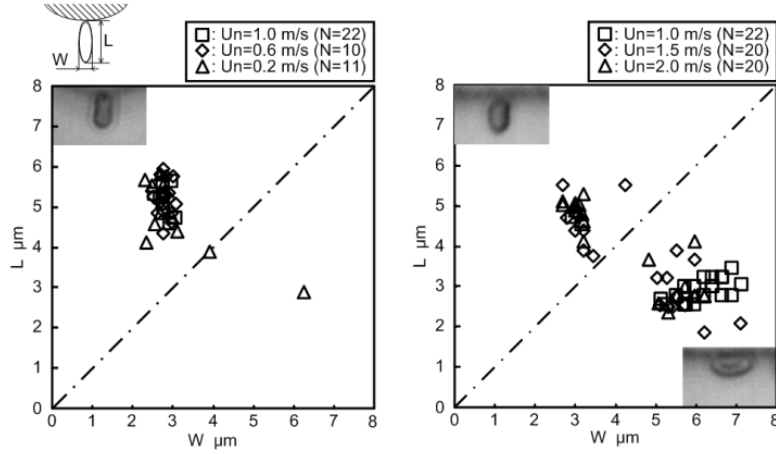 W
L
□: Un=1.0 m/s (N=22)
◇: Un=0.6 m/s (N=10)
△: Un=0.2 m/s (N=11)
8
7
6
5
4
3
2
1
0
L μm
0 1 2 3 4 5 6 7 8
W μm
□: Un=1.0 m/s (N=22)
◇: Un=1.5 m/s (N=20)
△: Un=2.0 m/s (N=20)
8
7
6
5
4
3
2
1
0
L μm
0 1 2 3 4 5 6 7 8
W μm